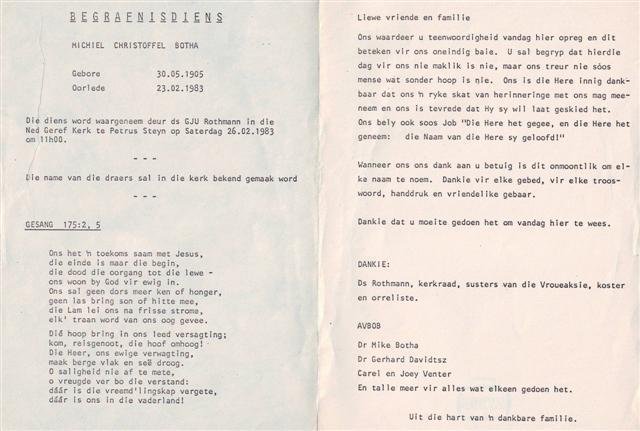 BEGRAFNISDIENS
MICHIEL CHRISTOFFEL BOTHA
Gebore 30.05.1905
Oorlede 23.02.1983
Die diens word waargeneem deur ds GJU Rothmann in die
Ned Geref Kerk te Petrus Steyn op Saterdag 26.02.1983
om 11h00.
- - -
Die name van die draers sal in die kerk bekend gemaak word
- - -
GESANG 175:2, 5
Ons het 'n toekoms saam met Jesus,
die einde is maar die begin,
die dood die oorgang tot die lewe -
ons woon by God vir ewig in.
Ons sal geen dors meer ken of honger,
geen las bring son of hitte mee,
die Lam lei ons na frisse strome,
elk' traan word van ons oog gevee.
Dié hoop bring in ons leed versagting;
kom, reisgenoot, die hoof omhoog!
Die Heer, ons ewige verwagting,
maak berge vlak en seë droog.
O saligheid nie af te mete,
o vreugde ver bo die verstand:
dáár is die vreemd'lingskap vergete,
dáár is ons in die vaderland!
Liewe vriende en familie
Ons waardeer u teenwoordigheid vandag hier opreg en dit
beteken vir ons oneindig baie. U sal begryp dat hierdie
dag vir ons nie maklik is nie, maar ons treur nie sóos
mense wat sonder hoop is nie. Ons is die Here innig dank-
baar dat ons 'n ryke skat van herinneringe met ons mag mee-
neem en ons is tevrede dat Hy sy wil laat geskied het.
Ons bely ook soos Job "Die Here het gegee, en die Here het
geneem: die Naam van die Here sy geloofd!"
Wanneer ons ons dank aan u betuig is dit onmoontlik om el-
ke naam te noem. Dankie vir elke gebed, vir elke troos-
woord, handdruk en vriendelike gebaar.
Dankie dat u moeite gedoen het om vandag hier te wees.
DANKIE:
Ds Rothmann, kerkraad, susters van die Vroueaksie, koster
en orreliste.
AVBOB
Dr Mike Botha
Dr Gerhard Davidtsz
Carel en Joey Venter
En talle meer vir alles wat elkeen gedoen het.
Uit die hart van 'n dankbare familie.